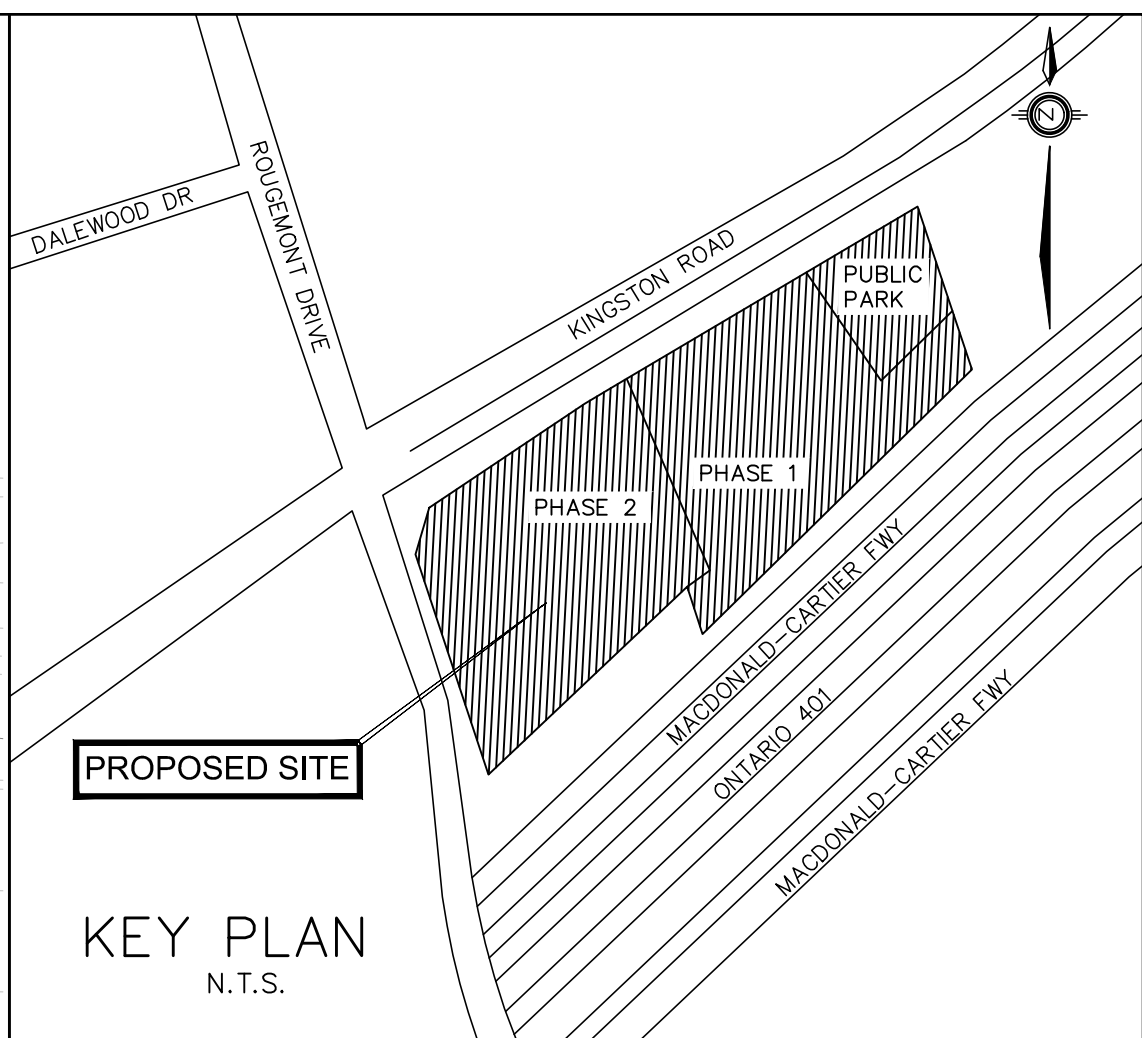 DALEWOOD DR
ROUGEMONT DRIVE
KINGSTON ROAD
N
PUBLIC
PARK
PHASE 1
PHASE 2
MACDONALD-CARTIER FWY
ONTARIO 401
MACDONALD-CARTIER FWY
PROPOSED SITE
KEY PLAN
N.T.S.